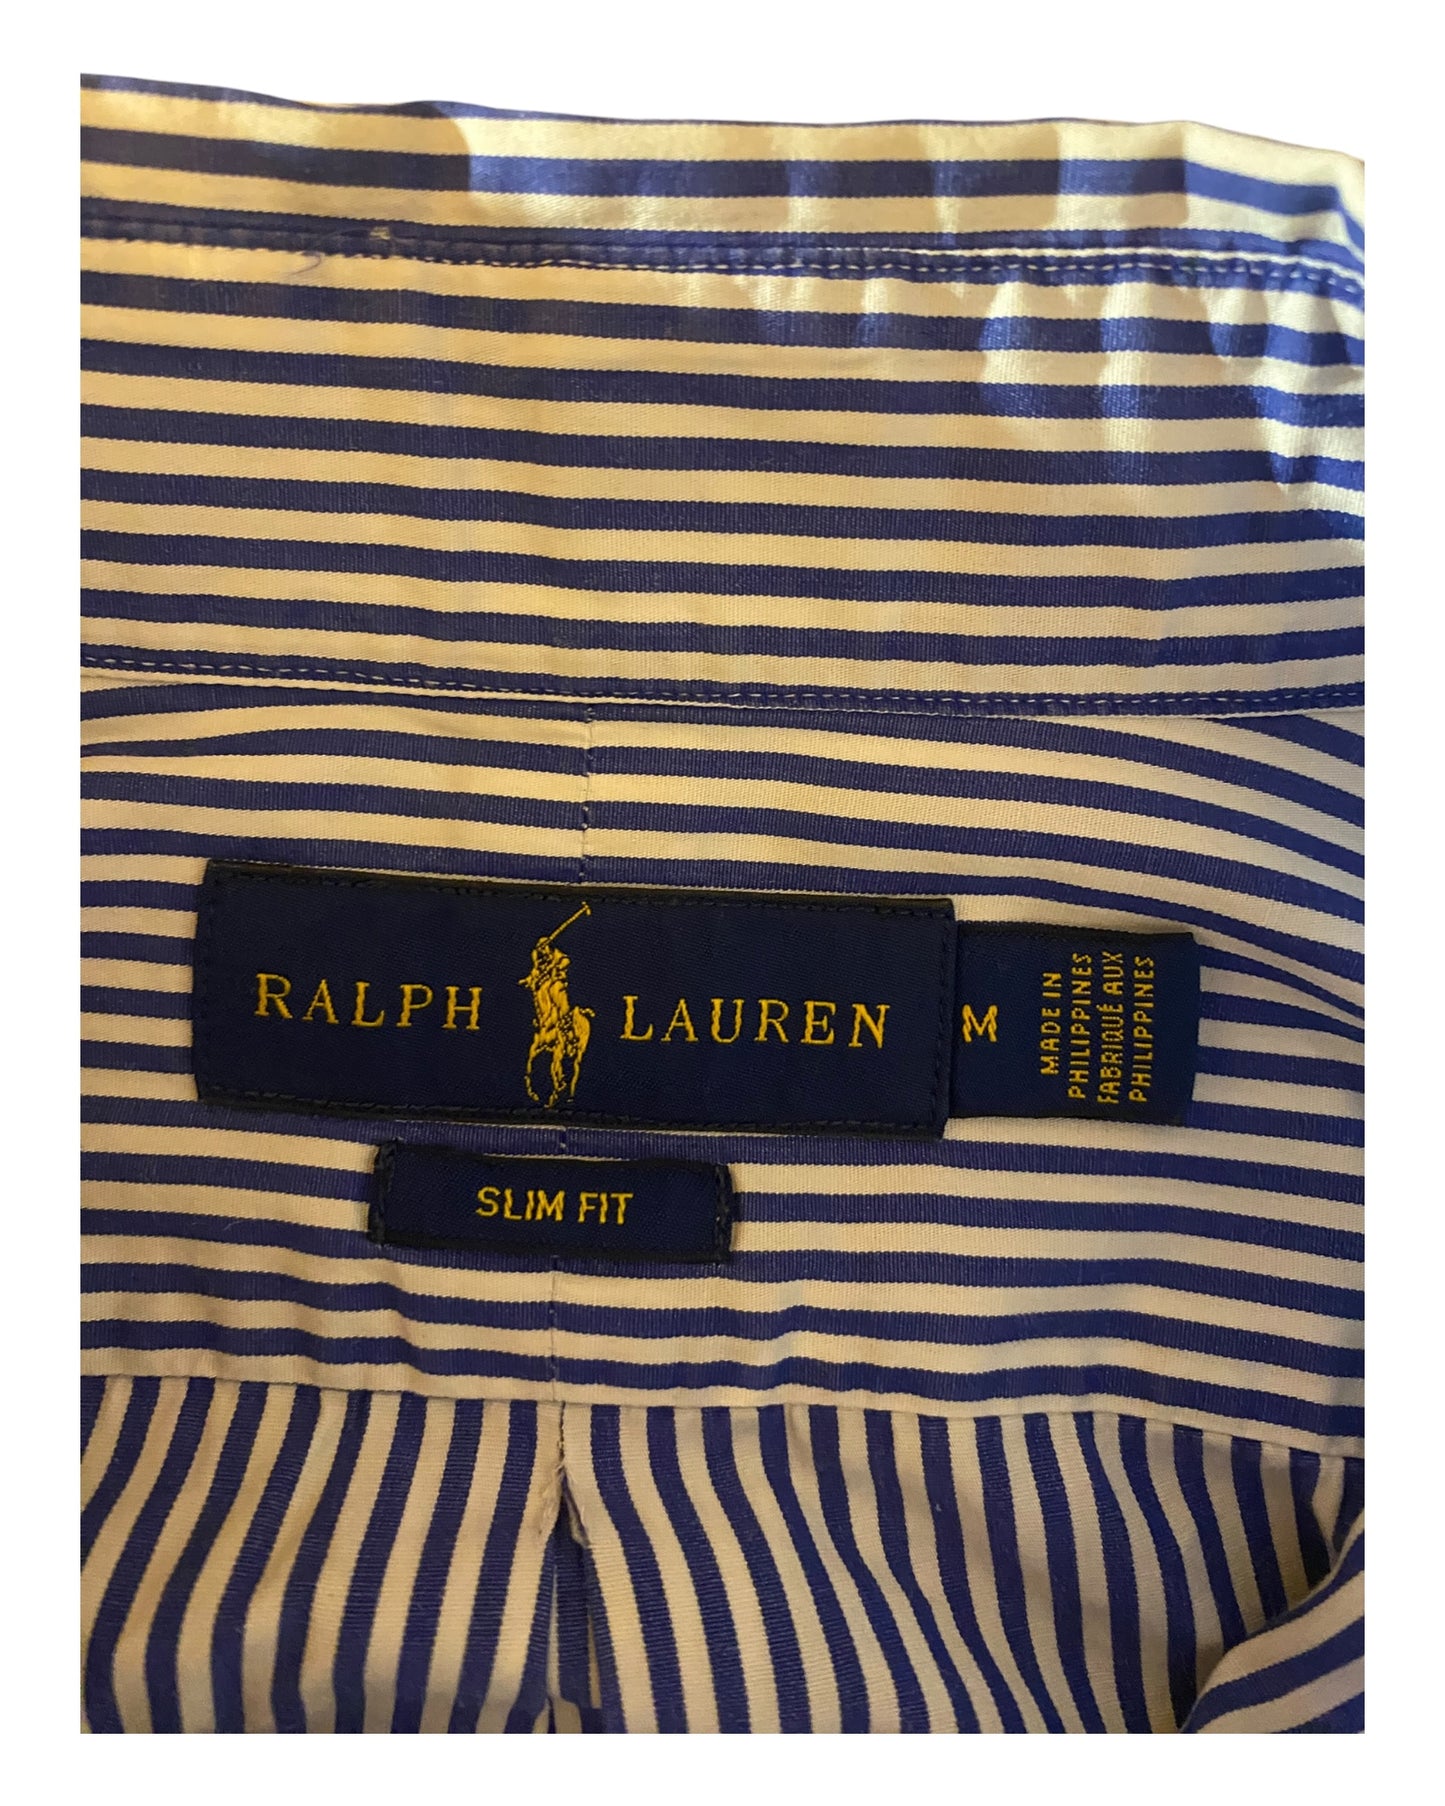 RALPH LAUREN
M
MADE IN
PHILIPPINES
FABRIQUÉ AUX
PHILIPPINES
SLIM FIT